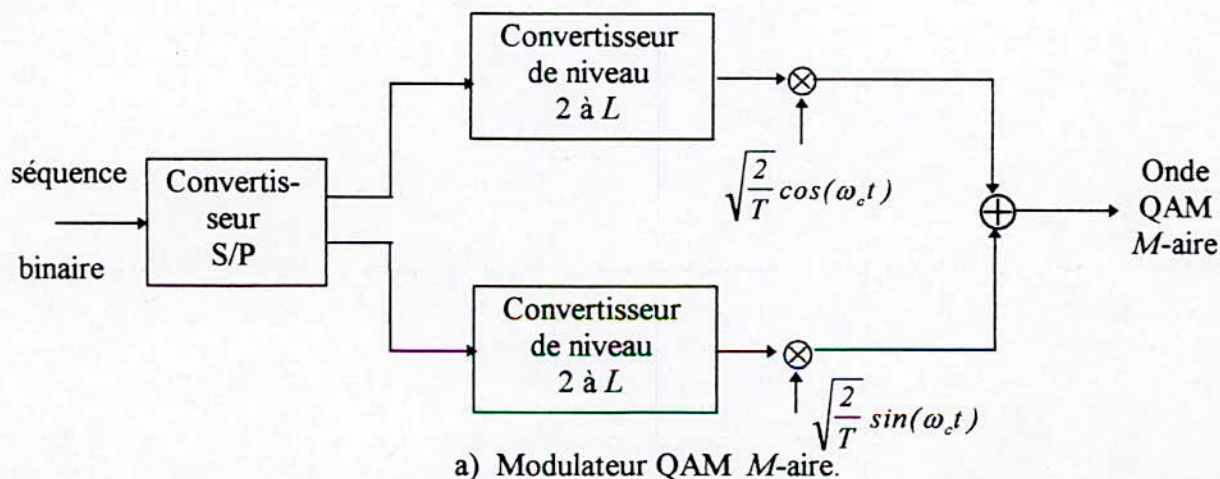 séquence
binaire
Convertis-
seur
S/P
Convertisseur
de niveau
2 à L
√(2/T) cos(ω_c t)
Convertisseur
de niveau
2 à L
√(2/T) sin(ω_c t)
Onde
QAM
M-aire
a) Modulateur QAM M-aire.